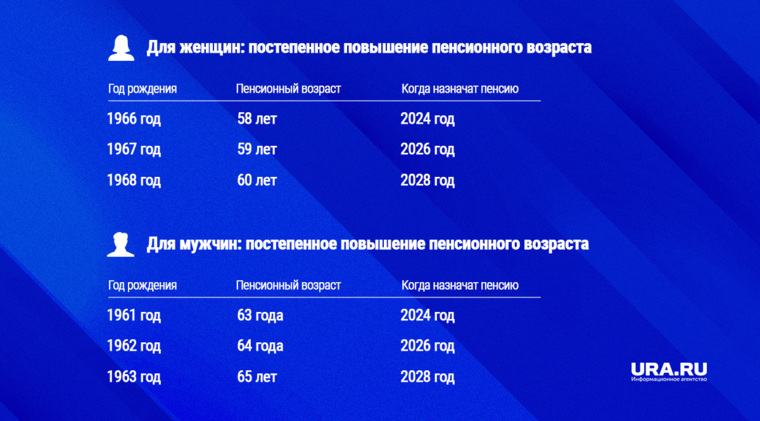 Для женщин: постепенное повышение пенсионного возраста
Год рождения Пенсионный возраст Когда назначат пенсию
1966 год 58 лет 2024 год
1967 год 59 лет 2026 год
1968 год 60 лет 2028 год
Для мужчин: постепенное повышение пенсионного возраста
Год рождения Пенсионный возраст Когда назначат пенсию
1961 год 63 года 2024 год
1962 год 64 года 2026 год
1963 год 65 лет 2028 год
URA.RU
Информационное агентство